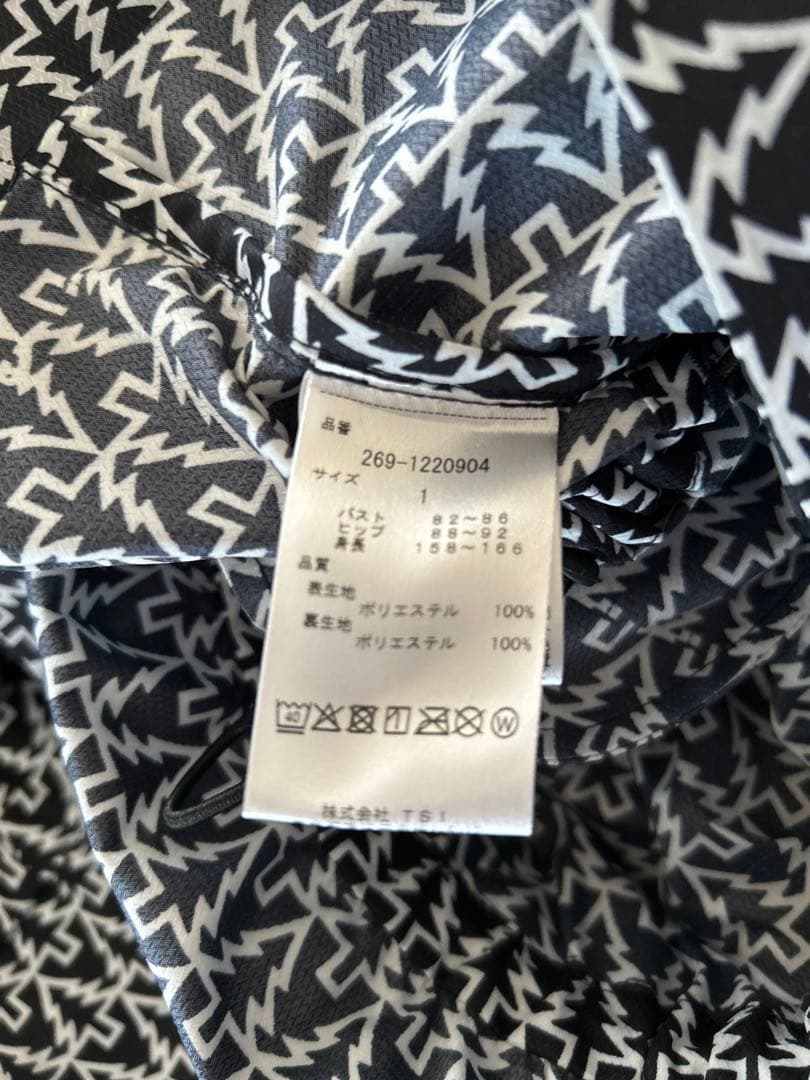 品番
269-1220904
サイズ
1
バスト 82～86
ヒップ 88～92
身長 158～166
品質
表生地
ポリエステル 100%
裏生地
ポリエステル 100%
40
W
株式会社 TSI